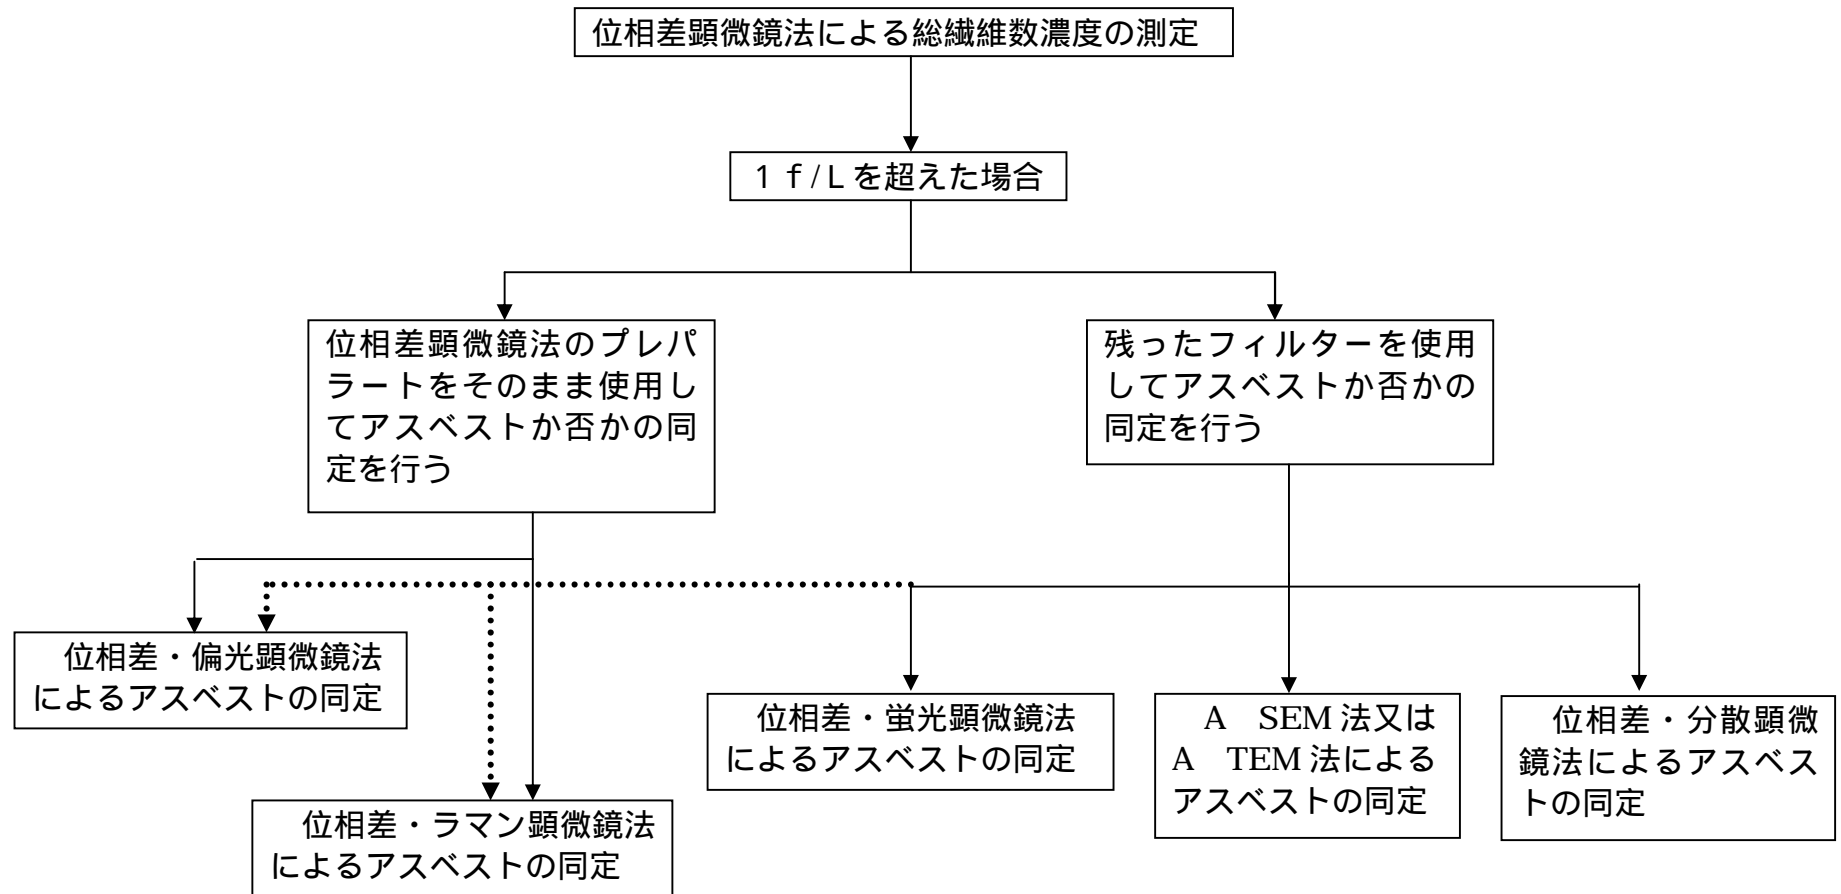 位相差顕微鏡法による総繊維数濃度の測定
１ｆ/Lを超えた場合
位相差顕微鏡法のプレパ
ラートをそのまま使用し
てアスベストか否かの同
定を行う
残ったフィルターを使用
してアスベストか否かの
同定を行う
位相差・偏光顕微鏡法
によるアスベストの同定
位相差・ラマン顕微鏡法
によるアスベストの同定
位相差・蛍光顕微鏡法
によるアスベストの同定
A　SEM 法又は
A　TEM 法による
アスベストの同定
位相差・分散顕微
鏡法によるアスベス
トの同定